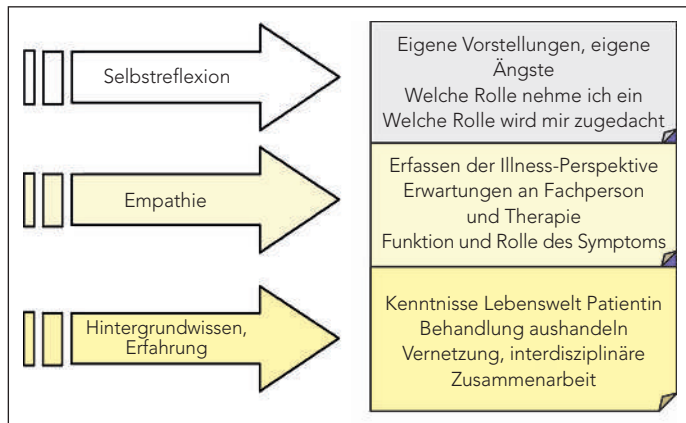 Selbstreflexion
Eigene Vorstellungen, eigene
Ängste
Welche Rolle nehme ich ein
Welche Rolle wird mir zugedacht
Empathie
Erfassen der Illness-Perspektive
Erwartungen an Fachperson
und Therapie
Funktion und Rolle des Symptoms
Hintergrundwissen,
Erfahrung
Kenntnisse Lebenswelt Patientin
Behandlung aushandeln
Vernetzung, interdisziplinäre
Zusammenarbeit